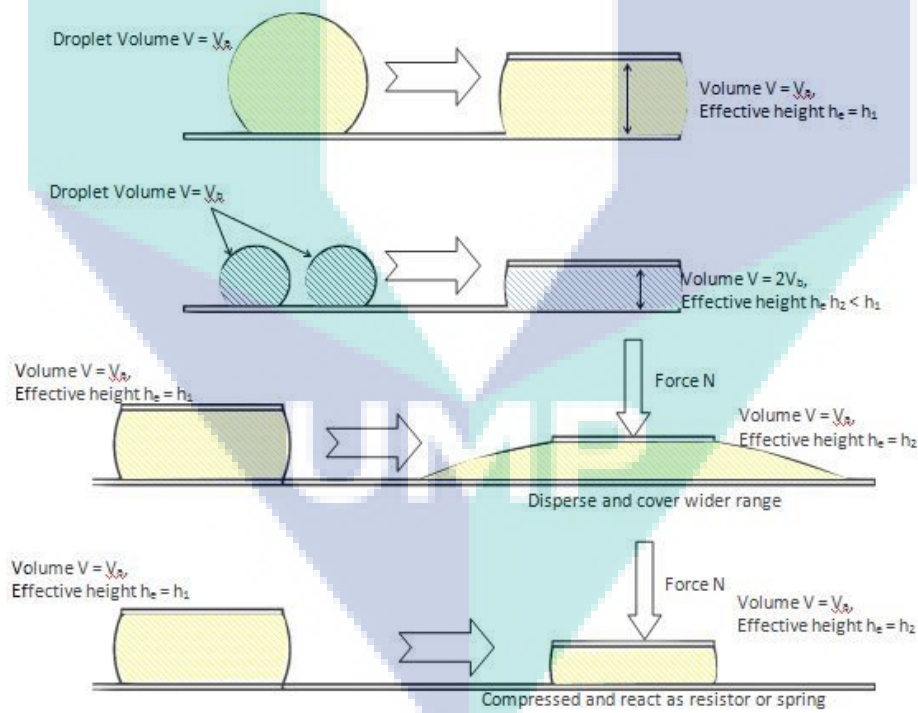 Droplet Volume V = Vₐ
Volume V = Vₐ,
Effective height hₑ = h₁
Droplet Volume V= V_b
Volume V = 2V_b,
Effective height hₑ h₂ < h₁
Volume V = Vₐ,
Effective height hₑ = h₁
Force N
Volume V = Vₐ,
Effective height hₑ = h₂
UMP
Disperse and cover wider range
Volume V = Vₐ,
Effective height hₑ = h₁
Force N
Volume V = Vₐ,
Effective height hₑ = h₂
Compressed and react as resistor or spring